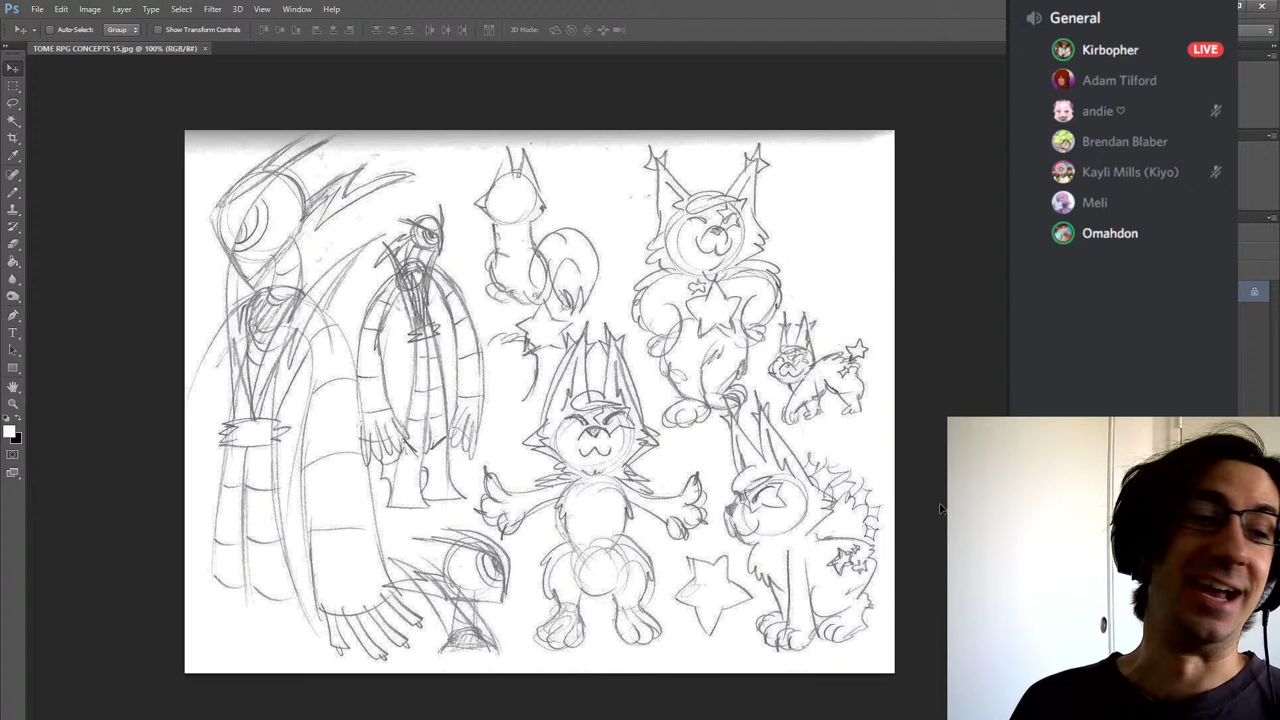 Ps File Edit Image Layer Type Select Filter 3D View Window Help
Auto-Select: Group Show Transform Controls 3D Mode:
TOME RPG CONCEPTS 15.jpg @ 100% (RGB/8#) ×
General
Kirbopher LIVE
Adam Tilford
andie♡
Brendan Blaber
Kayli Mills (Kiyo)
Meli
Omahdon